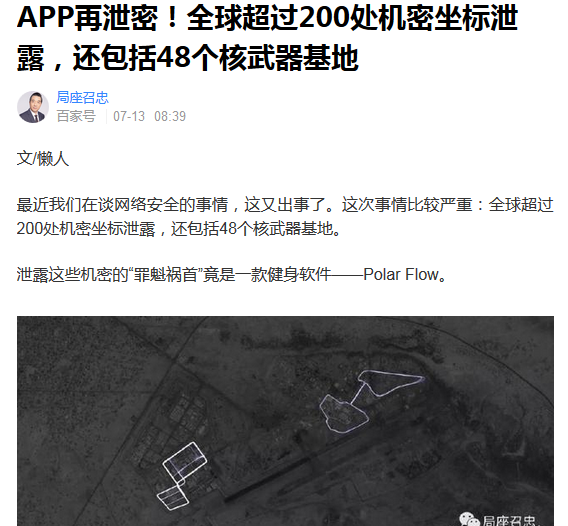 APP再泄密！全球超过200处机密坐标泄
露，还包括48个核武器基地
局座召忠
百家号 07-13 08:39
文/懒人
最近我们在谈网络安全的事情，这又出事了。这次事情比较严重：全球超过
200处机密坐标泄露，还包括48个核武器基地。
泄露这些机密的“罪魁祸首”竟是一款健身软件——Polar Flow。
局座召忠